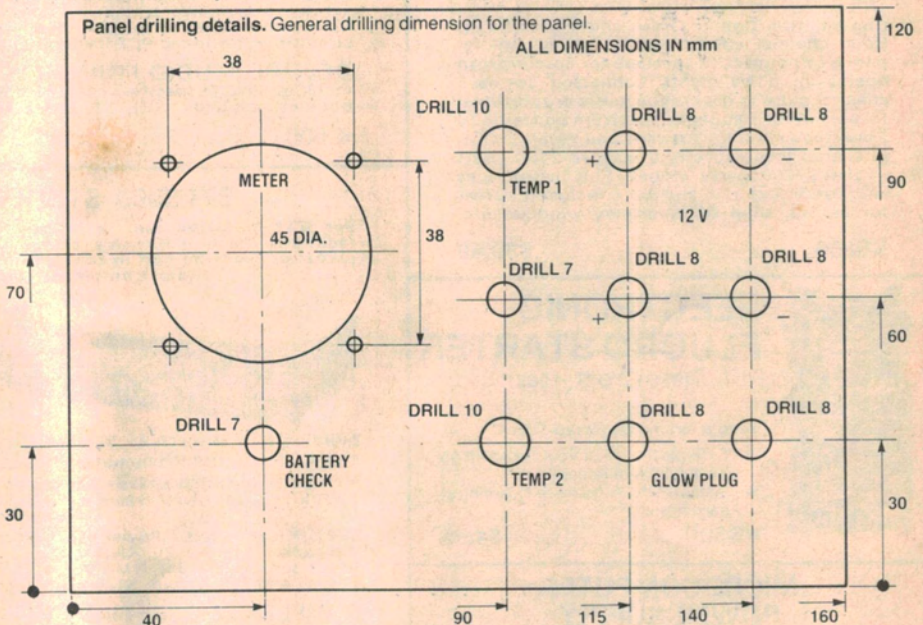 Panel drilling details. General drilling dimension for the panel.
120
ALL DIMENSIONS IN mm
38
DRILL 10
DRILL 8
DRILL 8
METER
+
−
TEMP 1
90
12 V
45 DIA.
38
DRILL 7
DRILL 8
DRILL 8
70
+
−
60
DRILL 10
DRILL 8
DRILL 8
DRILL 7
BATTERY
CHECK
TEMP 2
GLOW PLUG
30
30
40
90
115
140
160